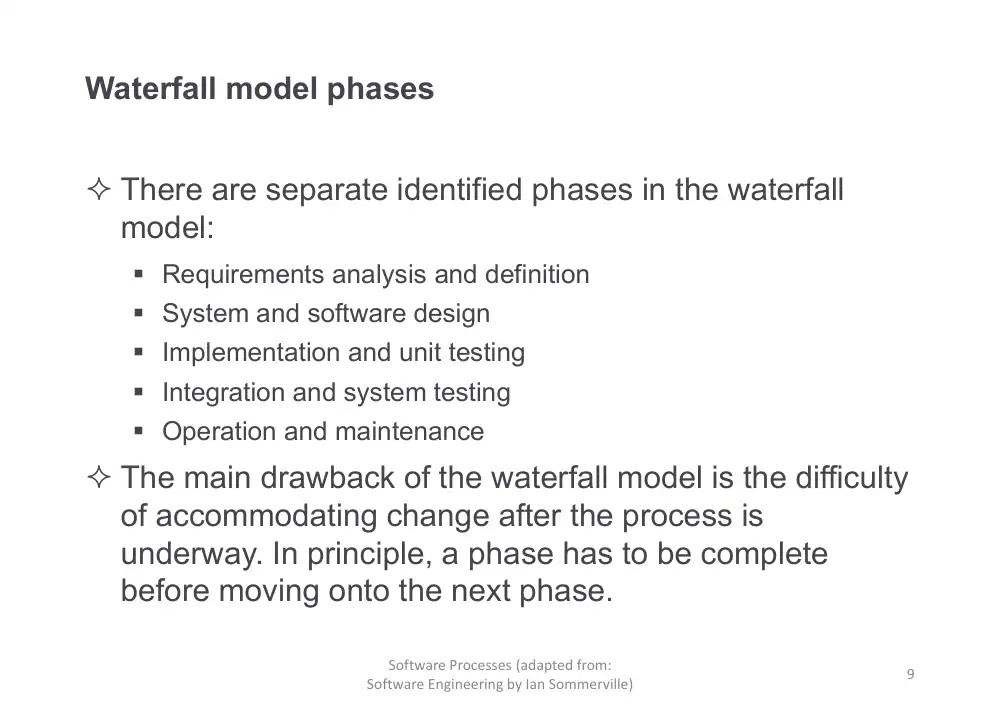 Waterfall model phases
✧ There are separate identified phases in the waterfall
model:
▪ Requirements analysis and definition
▪ System and software design
▪ Implementation and unit testing
▪ Integration and system testing
▪ Operation and maintenance
✧ The main drawback of the waterfall model is the difficulty
of accommodating change after the process is
underway. In principle, a phase has to be complete
before moving onto the next phase.
Software Processes (adapted from:
Software Engineering by Ian Sommerville)
9